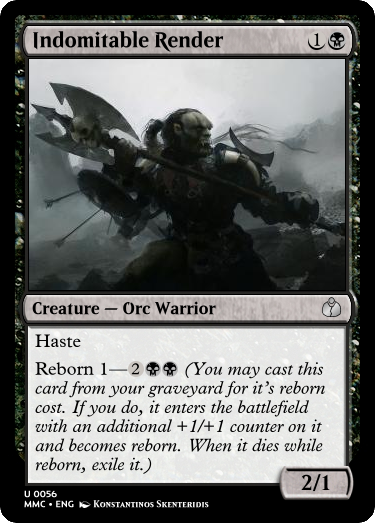 Indomitable Render 1
Creature — Orc Warrior
Haste
Reborn 1—2 (You may cast this
card from your graveyard for it's reborn
cost. If you do, it enters the battlefield
with an additional +1/+1 counter on it
and becomes reborn. When it dies while
reborn, exile it.)
2/1
U 0056
MMC • ENG Konstantinos Skenteridis